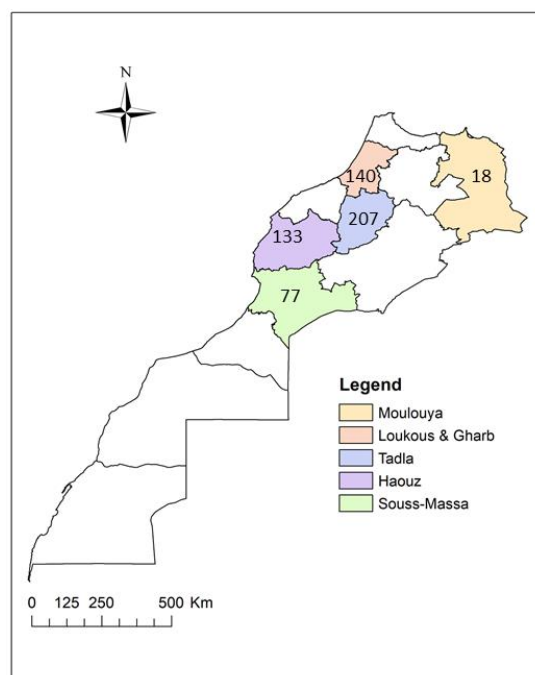 N
18
140
207
133
77
Legend
Moulouya
Loukous & Gharb
Tadla
Haouz
Souss-Massa
0 125 250 500 Km